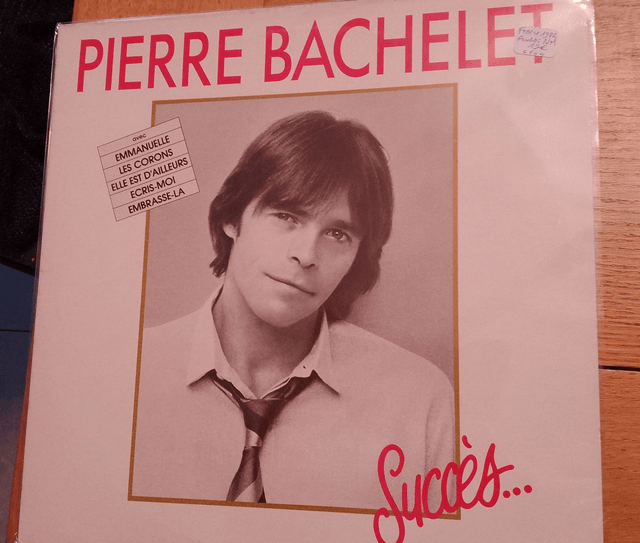 PIERRE BACHELET
avec
EMMANUELLE
LES CORONS
ELLE EST D'AILLEURS
ECRIS-MOI
EMBRASSE-LA
Succès...